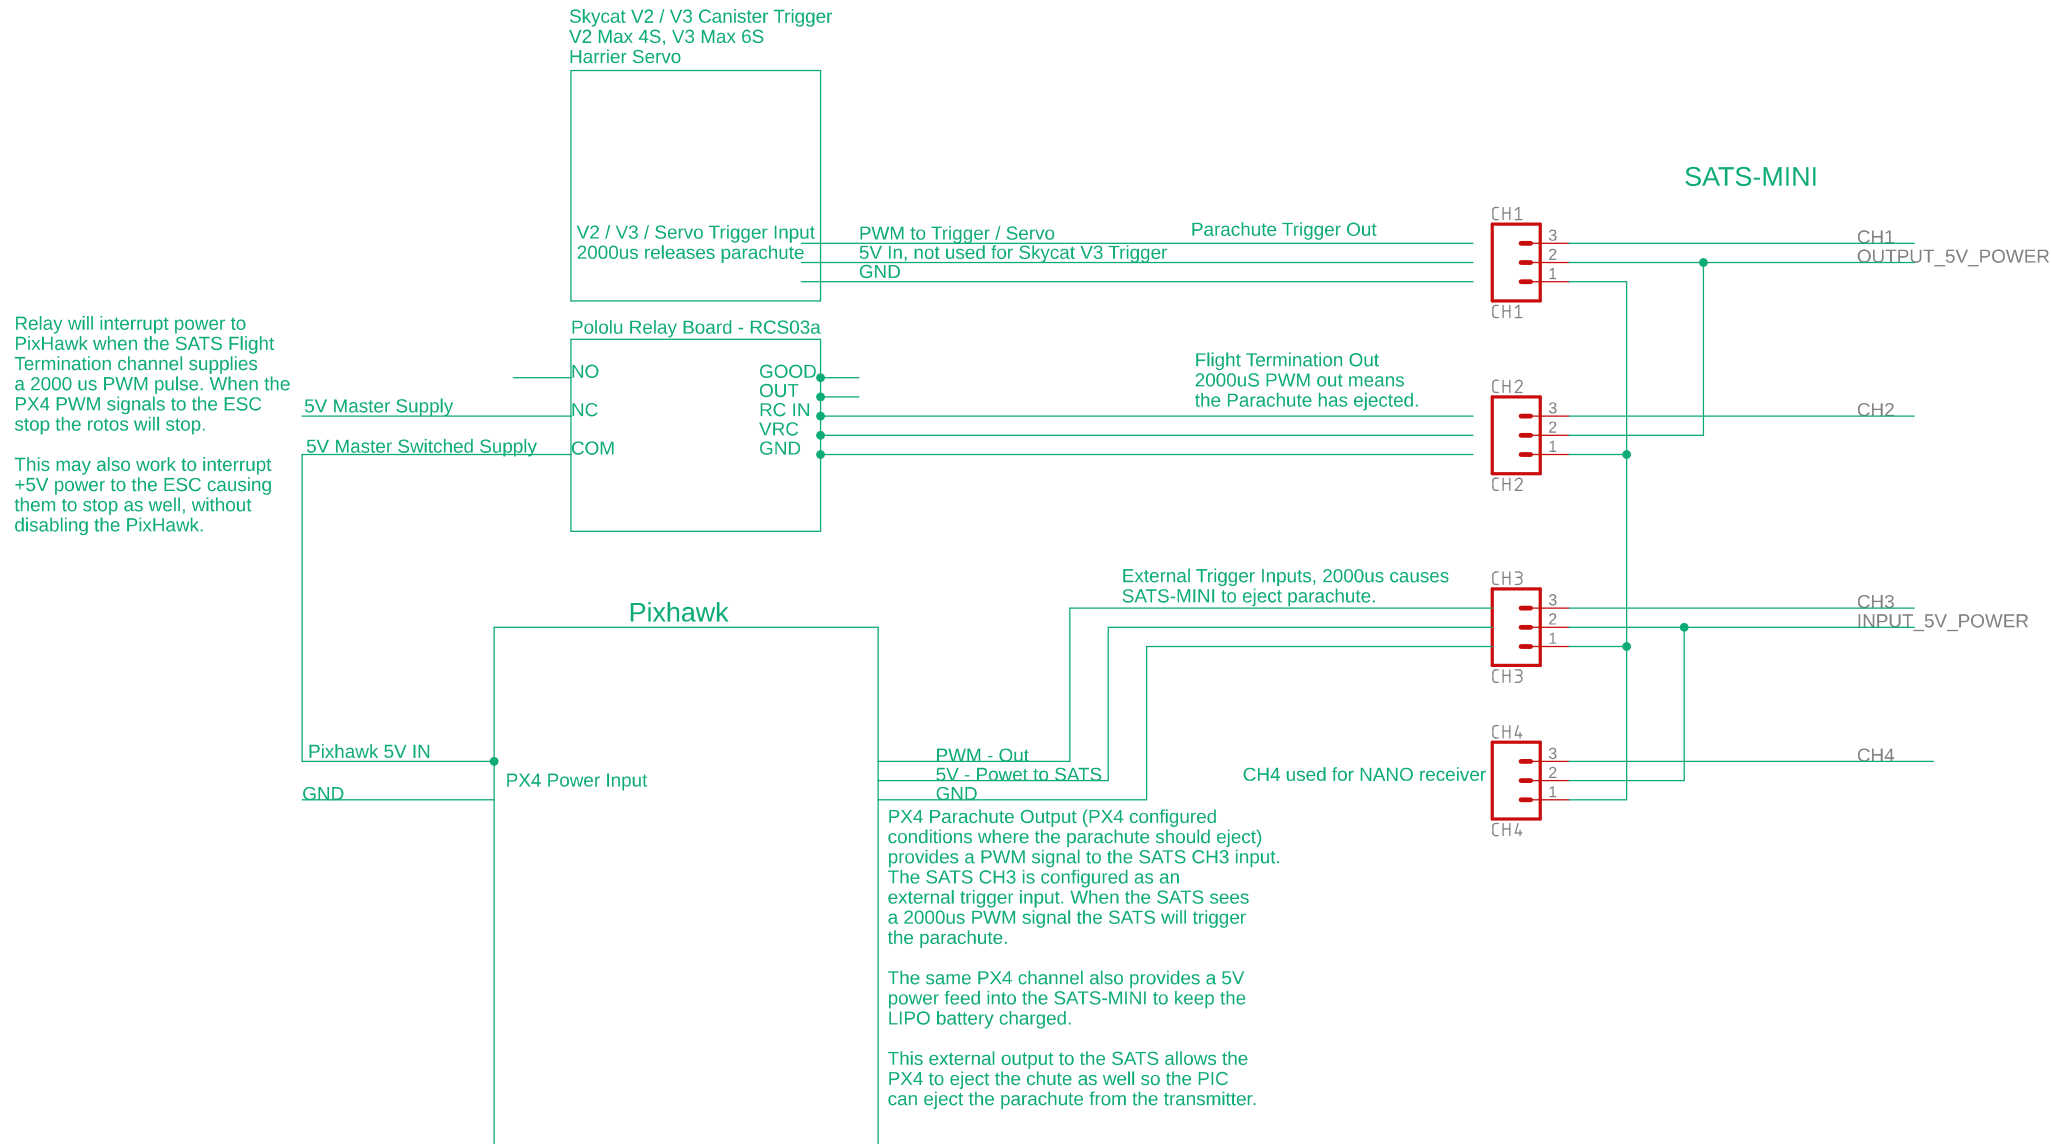 Skycat V2 / V3 Canister Trigger
V2 Max 4S, V3 Max 6S
Harrier Servo
SATS-MINI
V2 / V3 / Servo Trigger Input
2000us releases parachute
PWM to Trigger / Servo
5V In, not used for Skycat V3 Trigger
GND
Parachute Trigger Out
CH1
3
2
1
CH1
CH1
OUTPUT_5V_POWER
Relay will interrupt power to
PixHawk when the SATS Flight
Termination channel supplies
a 2000 us PWM pulse. When the
PX4 PWM signals to the ESC
stop the rotos will stop.
This may also work to interrupt
+5V power to the ESC causing
them to stop as well, without
disabling the PixHawk.
5V Master Supply
5V Master Switched Supply
Pololu Relay Board - RCS03a
NO
NC
COM
GOOD
OUT
RC IN
VRC
GND
Flight Termination Out
2000uS PWM out means
the Parachute has ejected.
CH2
3
2
1
CH2
CH2
External Trigger Inputs, 2000us causes
SATS-MINI to eject parachute.
CH3
3
2
1
CH3
CH3
INPUT_5V_POWER
Pixhawk
Pixhawk 5V IN
GND
PX4 Power Input
PWM - Out
5V - Powet to SATS
GND
CH4 used for NANO receiver
CH4
3
2
1
CH4
CH4
PX4 Parachute Output (PX4 configured
conditions where the parachute should eject)
provides a PWM signal to the SATS CH3 input.
The SATS CH3 is configured as an
external trigger input. When the SATS sees
a 2000us PWM signal the SATS will trigger
the parachute.
The same PX4 channel also provides a 5V
power feed into the SATS-MINI to keep the
LIPO battery charged.
This external output to the SATS allows the
PX4 to eject the chute as well so the PIC
can eject the parachute from the transmitter.